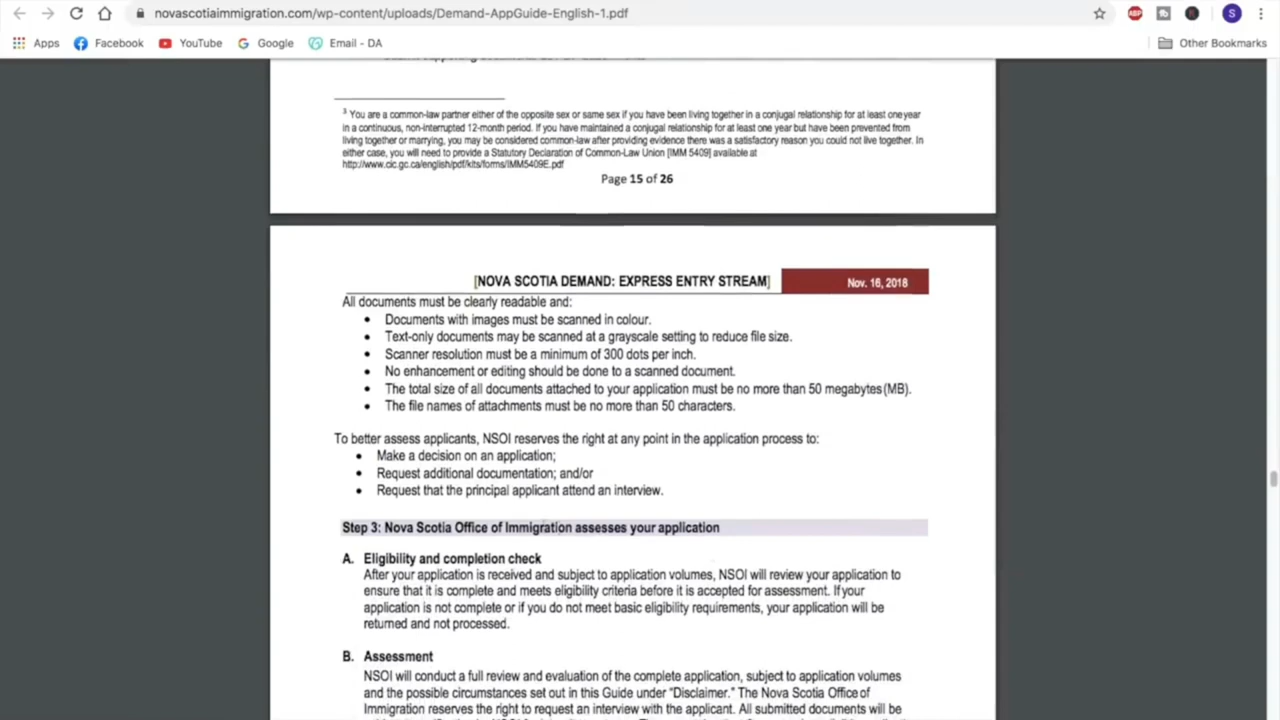 novascotiaimmigration.com/wp-content/uploads/Demand-AppGuide-English-1.pdf
ABP
S
Apps Facebook YouTube Google Email - DA Other Bookmarks
3 You are a common-law partner either of the opposite sex or same sex if you have been living together in a conjugal relationship for at least one year
in a continuous, non-interrupted 12-month period. If you have maintained a conjugal relationship for at least one year but have been prevented from
living together or marrying, you may be considered common-law after providing evidence there was a satisfactory reason you could not live together. In
either case, you will need to provide a Statutory Declaration of Common-Law Union [IMM 5409] available at
http://www.cic.gc.ca/english/pdf/kits/forms/IMM5409E.pdf
Page 15 of 26
[NOVA SCOTIA DEMAND: EXPRESS ENTRY STREAM] Nov. 16, 2018
All documents must be clearly readable and:
• Documents with images must be scanned in colour.
• Text-only documents may be scanned at a grayscale setting to reduce file size.
• Scanner resolution must be a minimum of 300 dots per inch.
• No enhancement or editing should be done to a scanned document.
• The total size of all documents attached to your application must be no more than 50 megabytes (MB).
• The file names of attachments must be no more than 50 characters.
To better assess applicants, NSOI reserves the right at any point in the application process to:
• Make a decision on an application;
• Request additional documentation; and/or
• Request that the principal applicant attend an interview.
Step 3: Nova Scotia Office of Immigration assesses your application
A. Eligibility and completion check
After your application is received and subject to application volumes, NSOI will review your application to
ensure that it is complete and meets eligibility criteria before it is accepted for assessment. If your
application is not complete or if you do not meet basic eligibility requirements, your application will be
returned and not processed.
B. Assessment
NSOI will conduct a full review and evaluation of the complete application, subject to application volumes
and the possible circumstances set out in this Guide under “Disclaimer.” The Nova Scotia Office of
Immigration reserves the right to request an interview with the applicant. All submitted documents will be